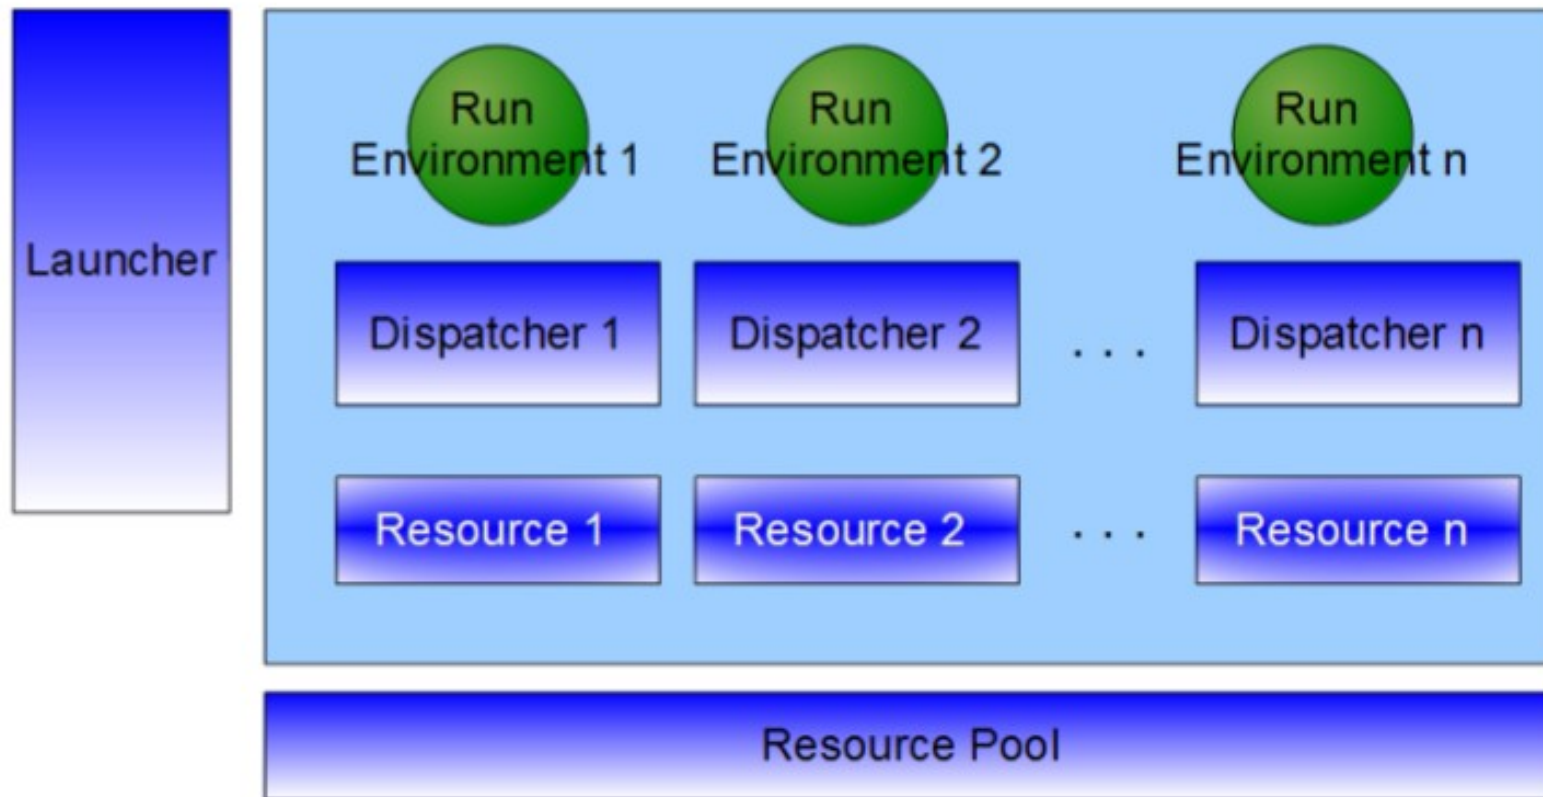 Launcher
Run
Environment 1
Run
Environment 2
Run
Environment n
Dispatcher 1
Dispatcher 2
. . .
Dispatcher n
Resource 1
Resource 2
. . .
Resource n
Resource Pool